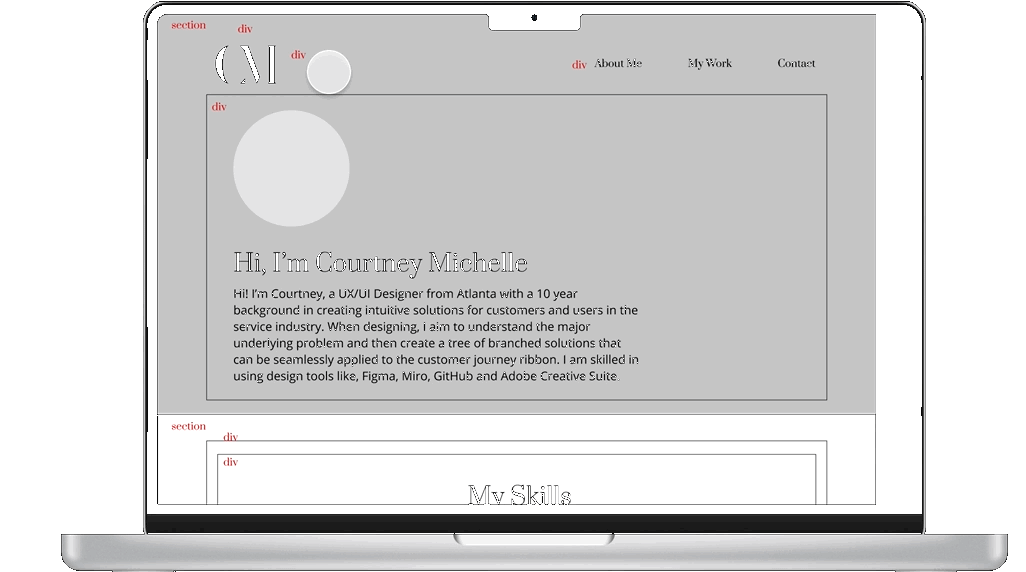 section
div
CM
div
div About Me My Work Contact
div
Hi, I'm Courtney Michelle
Hi! I'm Courtney, a UX/UI Designer from Atlanta with a 10 year
background in creating intuitive solutions for customers and users in the
service industry. When designing, i aim to understand the major
underlying problem and then create a tree of branched solutions that
can be seamlessly applied to the customer journey ribbon. I am skilled in
using design tools like, Figma, Miro, GitHub and Adobe Creative Suite.
section
div
div
My Skills